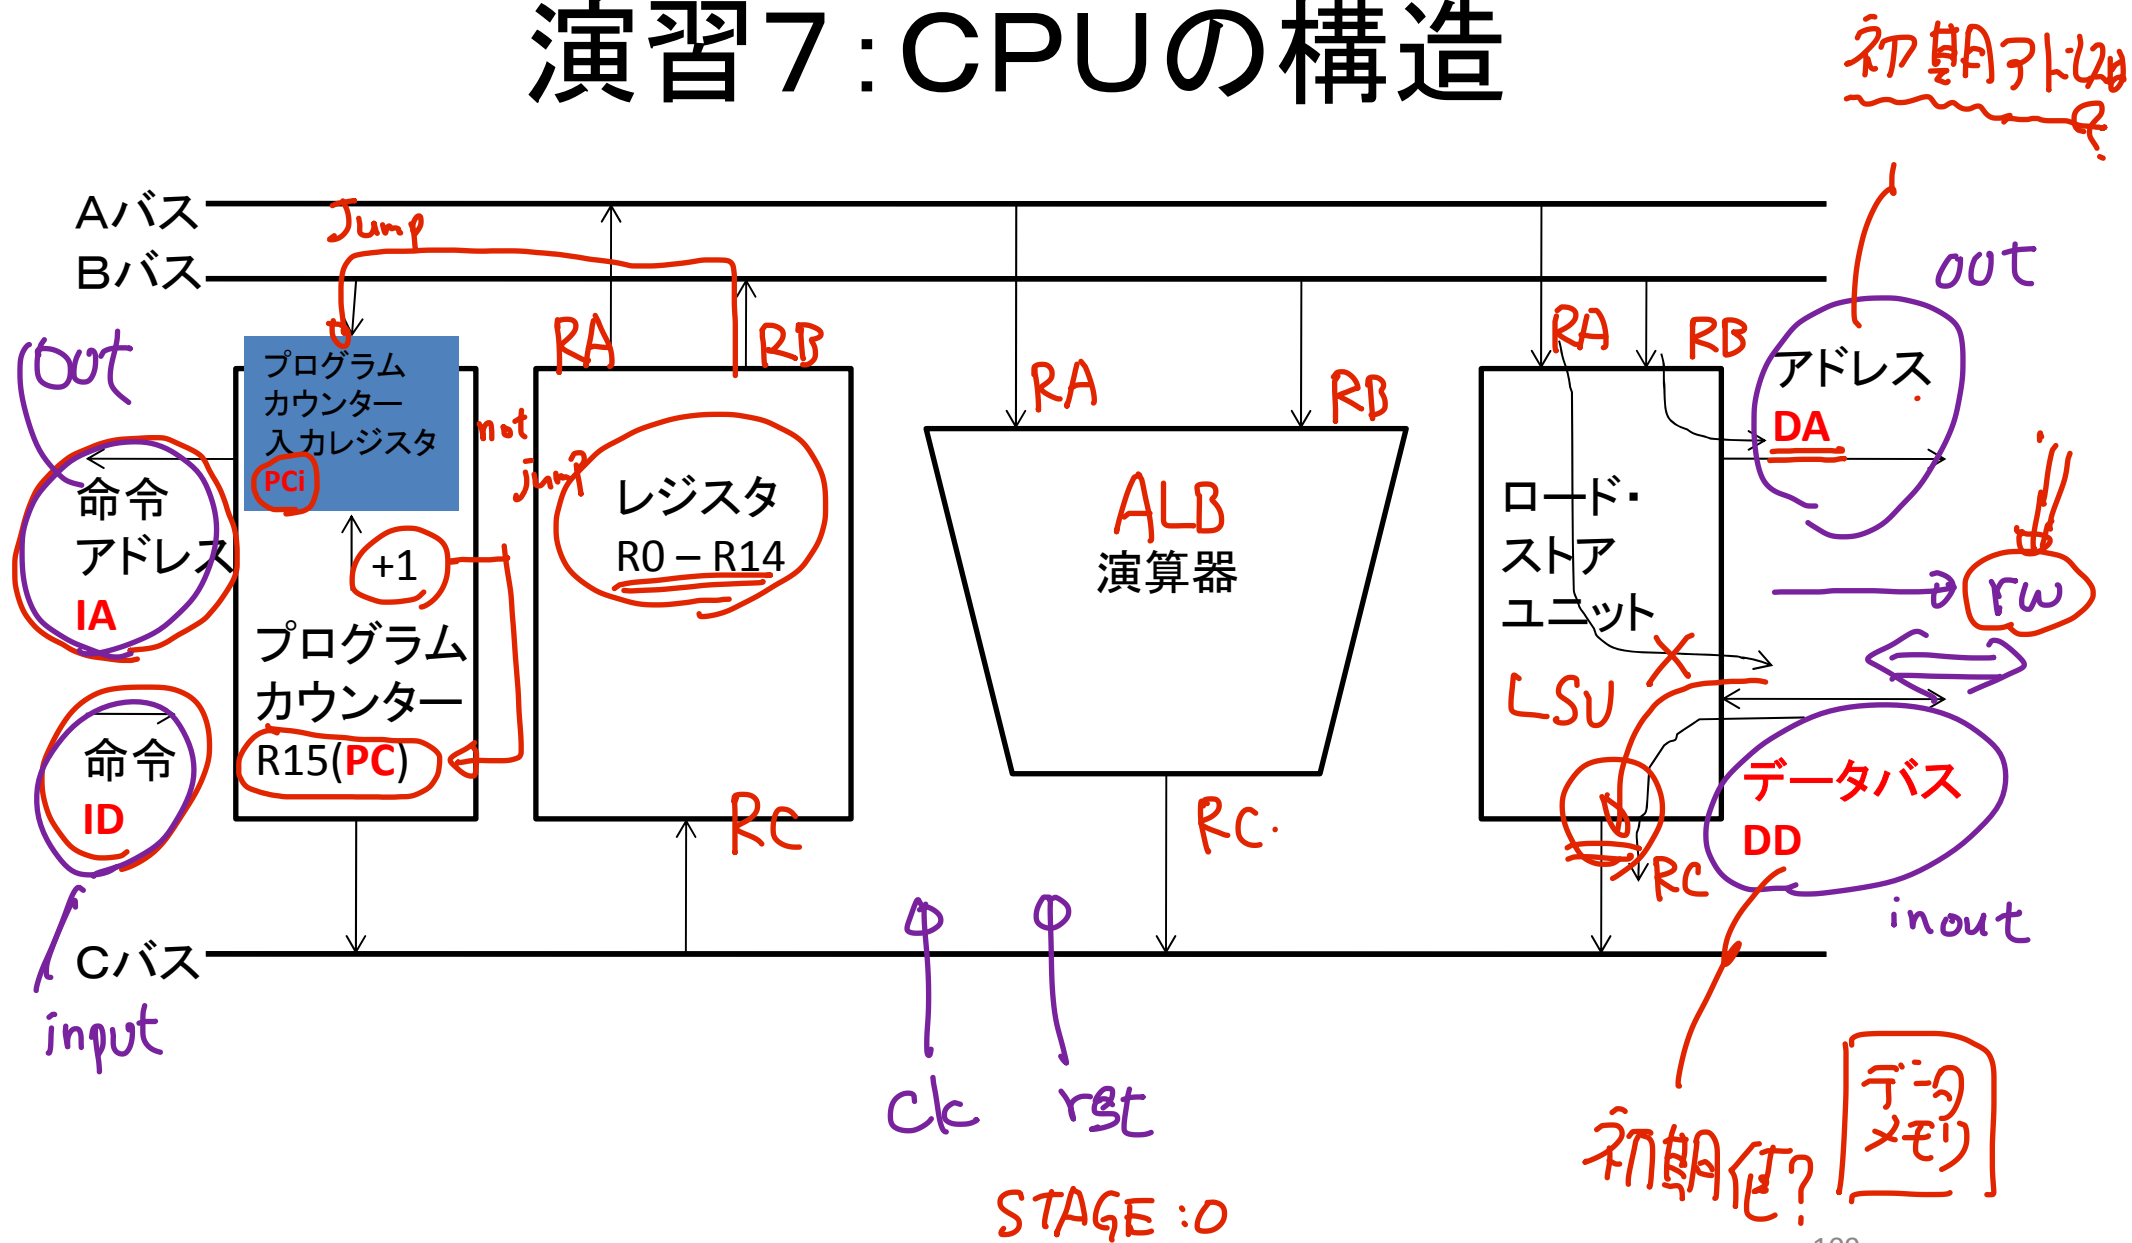 演習７：ＣＰＵの構造
初期アドレス
?
Ａバス
Jump
Ｂバス
out
out
RA
RB
RA
RB
RA
RB
プログラム
カウンター
入力レジスタ
PCi
not
jump
アドレス
DA
命令
アドレス
IA
+1
レジスタ
R0 – R14
演算器
ロード・
ストア
ユニット
LSU
rw
プログラム
カウンター
R15(PC)
命令
ID
データバス
DD
RC
RC.
RC
inout
Ｃバス
input
clk
rst
初期値?
データ
メモリ
STAGE:0